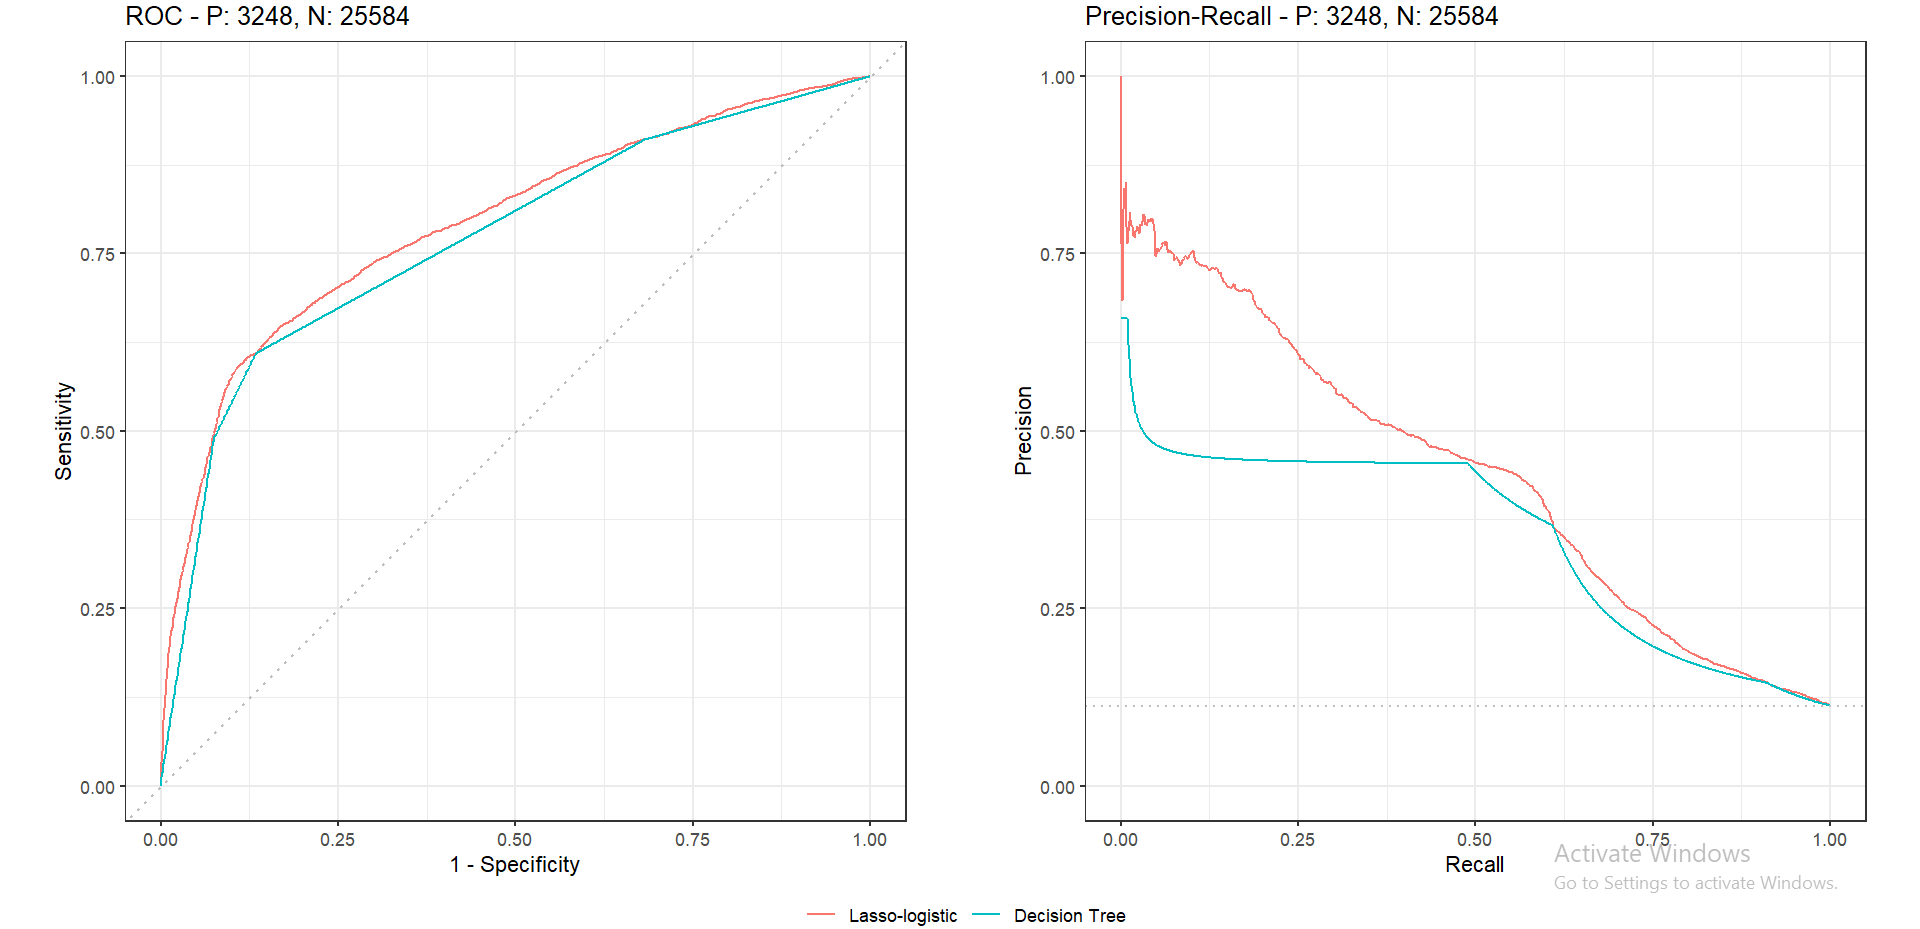 ROC - P: 3248, N: 25584
1.00
0.75
0.50
0.25
0.00
Sensitivity
0.00 0.25 0.50 0.75 1.00
1 - Specificity
Precision-Recall - P: 3248, N: 25584
1.00
0.75
0.50
0.25
0.00
Precision
0.00 0.25 0.50 0.75 1.00
Recall
Activate Windows
Go to Settings to activate Windows.
Lasso-logistic Decision Tree